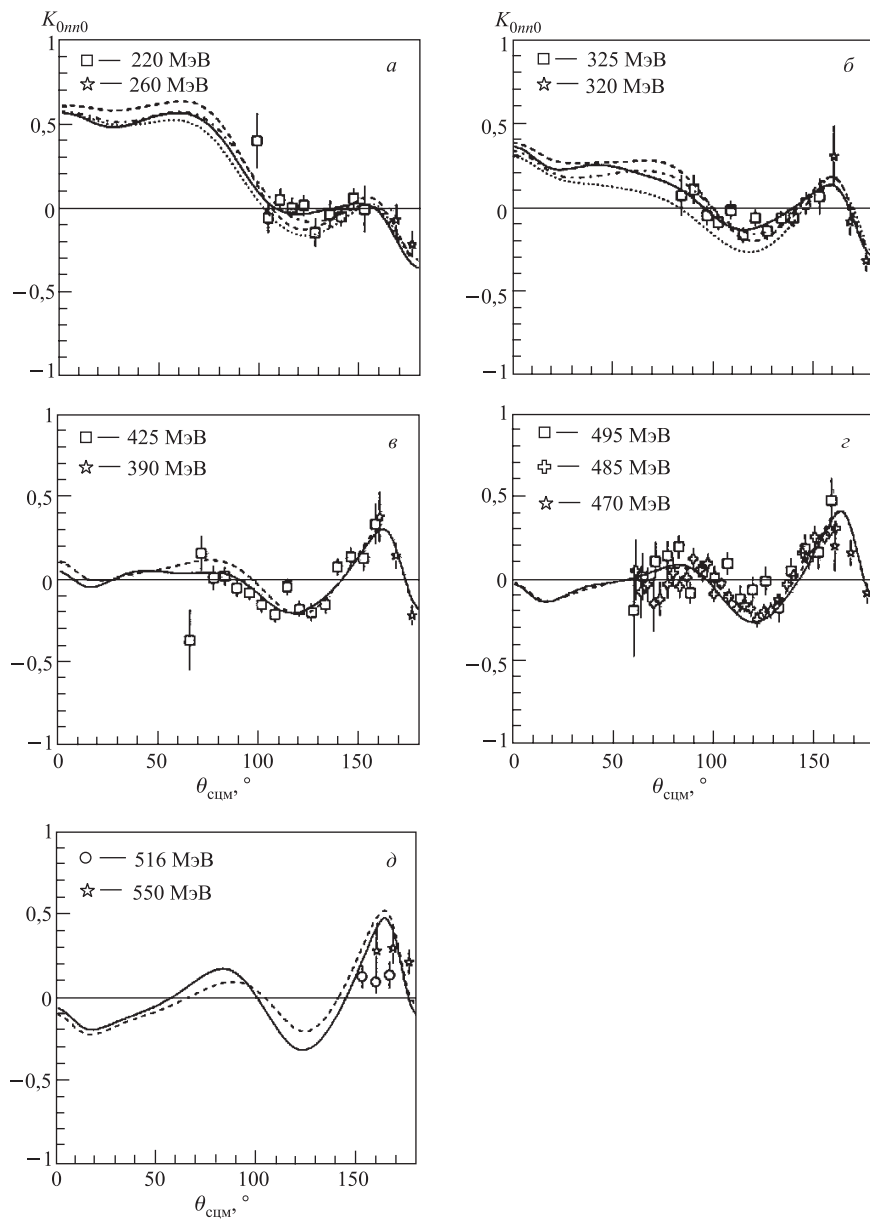 K0nn0
1
□ — 220 МэВ
☆ — 260 МэВ
а
0,5
0
−0,5
−1
1
□ — 325 МэВ
☆ — 320 МэВ
б
0,5
0
−0,5
−1
1
□ — 425 МэВ
☆ — 390 МэВ
в
0,5
0
−0,5
−1
0 50 100 150
θсцм, °
1
□ — 495 МэВ
✚ — 485 МэВ
☆ — 470 МэВ
г
0,5
0
−0,5
−1
0 50 100 150
θсцм, °
1
○ — 516 МэВ
☆ — 550 МэВ
д
0,5
0
−0,5
−1
0 50 100 150
θсцм, °